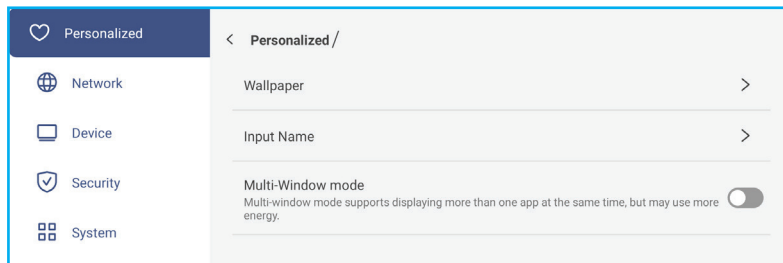 Personalized
Network
Device
Security
System
Personalized /
Wallpaper
Input Name
Multi-Window mode
Multi-window mode supports displaying more than one app at the same time, but may use more
energy.